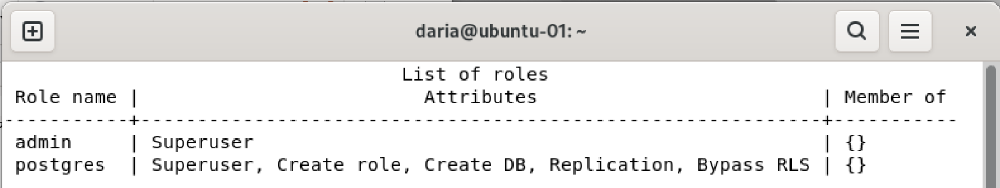 daria@ubuntu-01: ~
List of roles
Role name | Attributes | Member of
-----------+------------------------------------------------------------+-----------
admin | Superuser | {}
postgres | Superuser, Create role, Create DB, Replication, Bypass RLS | {}